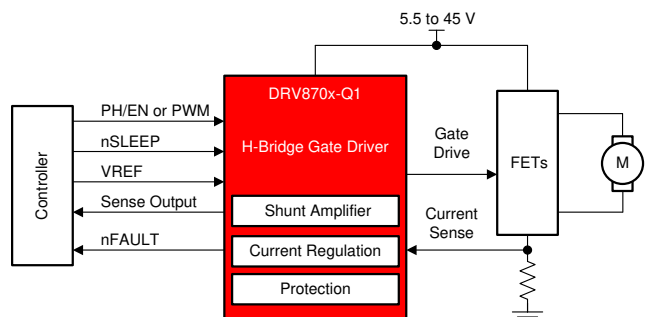 5.5 to 45 V
DRV870x-Q1
H-Bridge Gate Driver
Shunt Amplifier
Current Regulation
Protection
Controller
PH/EN or PWM
nSLEEP
VREF
Sense Output
nFAULT
Gate
Drive
Current
Sense
FETs
M